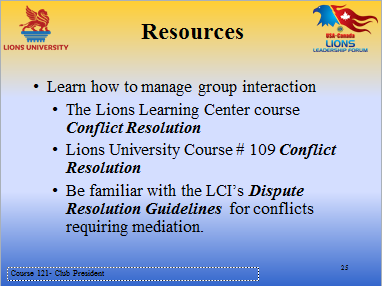 LIONS UNIVERSITY
Resources
USA-Canada
LIONS
LEADERSHIP FORUM
• Learn how to manage group interaction
• The Lions Learning Center course
Conflict Resolution
• Lions University Course # 109 Conflict
Resolution
• Be familiar with the LCI’s Dispute
Resolution Guidelines for conflicts
requiring mediation.
Course 121- Club President
25